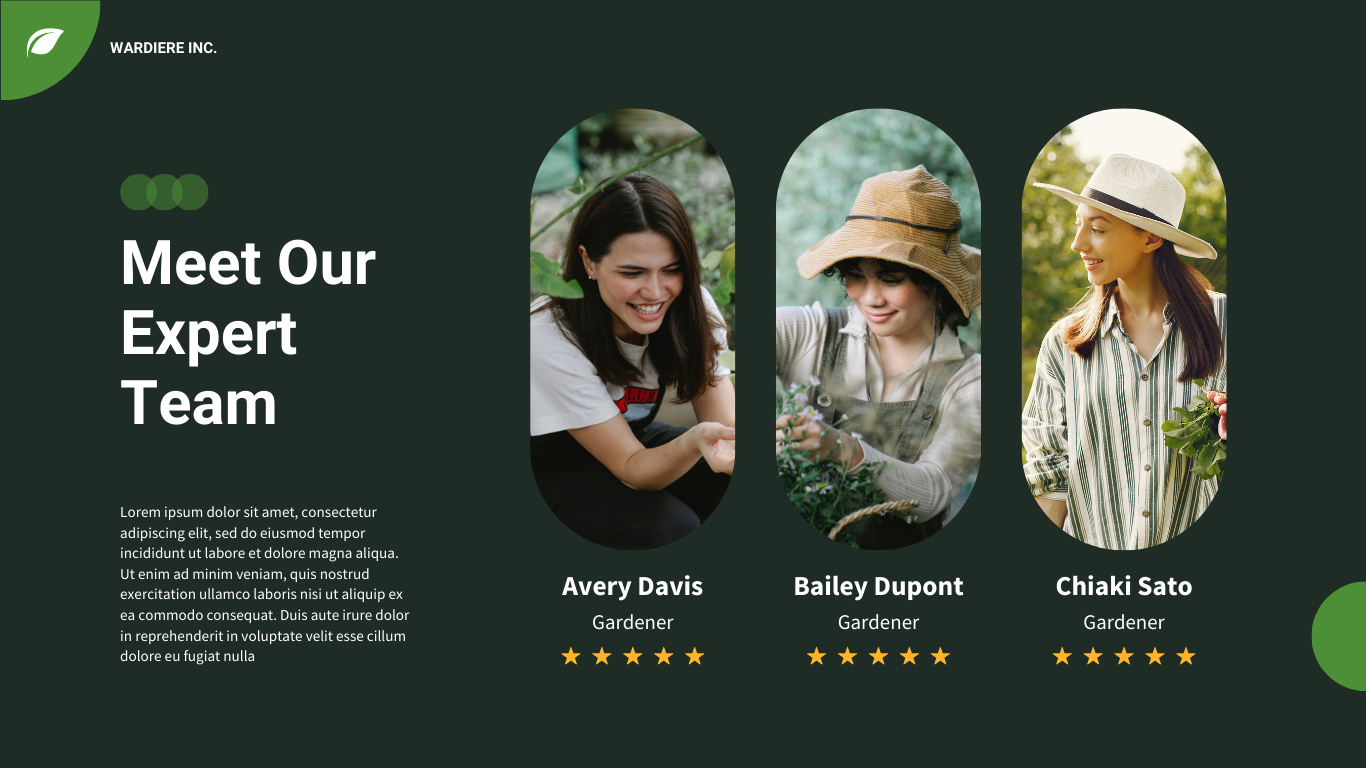 WARDIERE INC.
Meet Our
Expert
Team
Lorem ipsum dolor sit amet, consectetur
adipiscing elit, sed do eiusmod tempor
incididunt ut labore et dolore magna aliqua.
Ut enim ad minim veniam, quis nostrud
exercitation ullamco laboris nisi ut aliquip ex
ea commodo consequat. Duis aute irure dolor
in reprehenderit in voluptate velit esse cillum
dolore eu fugiat nulla
Avery Davis
Gardener
Bailey Dupont
Gardener
Chiaki Sato
Gardener